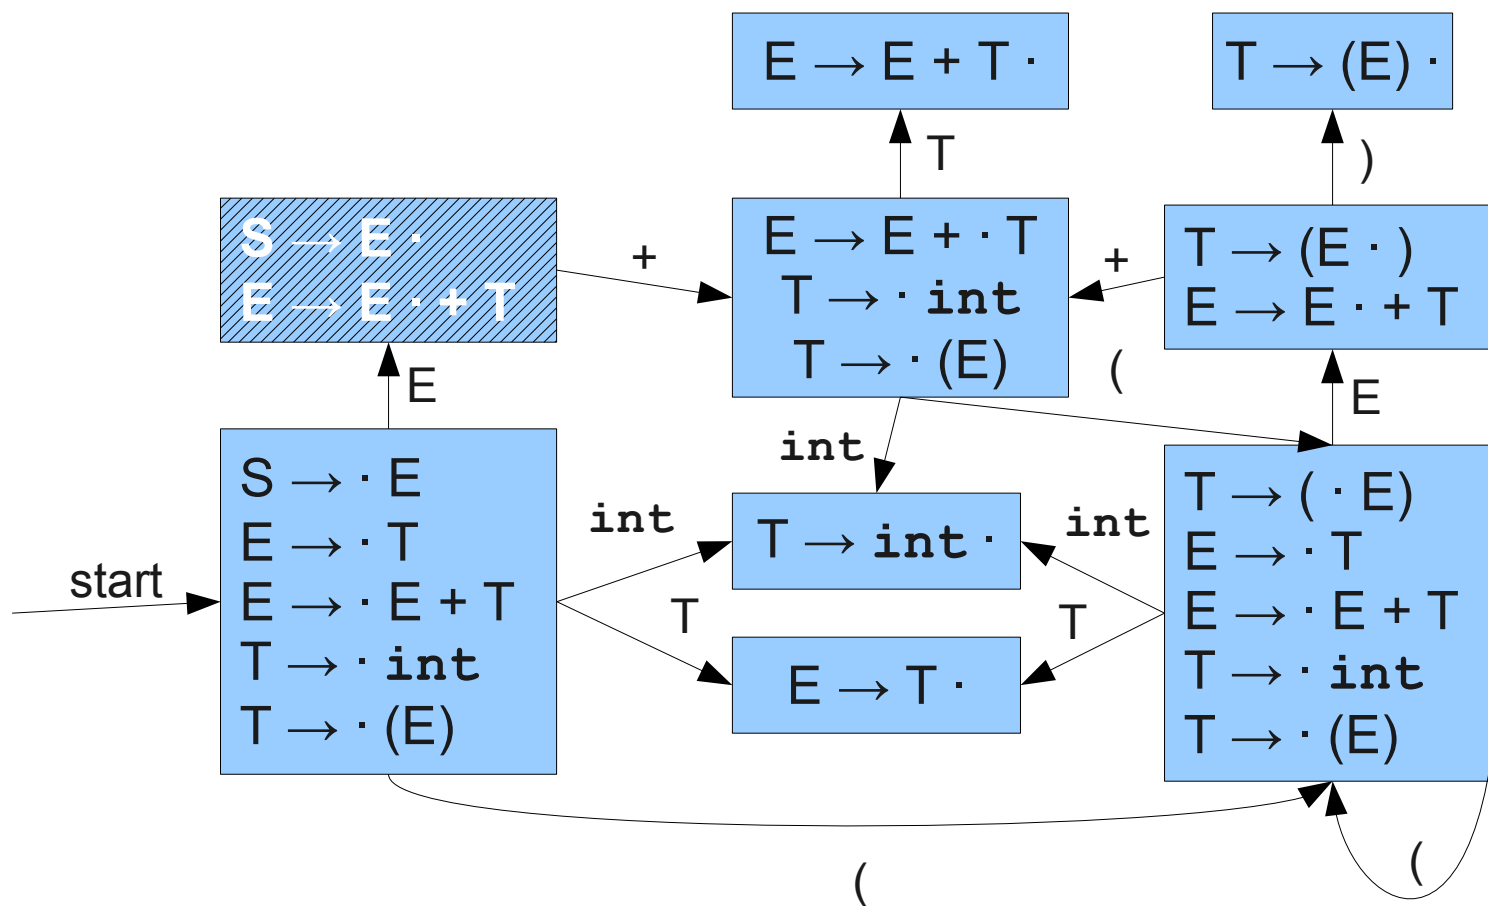 E → E + T ·
T → (E) ·
T
)
S → E ·
E → E · + T
+
E → E + · T
T → · int
T → · (E)
+
T → (E · )
E → E · + T
E
(
E
int
start
S → · E
E → · T
E → · E + T
T → · int
T → · (E)
int
T
T → int ·
E → T ·
int
T
T → ( · E)
E → · T
E → · E + T
T → · int
T → · (E)
(
(